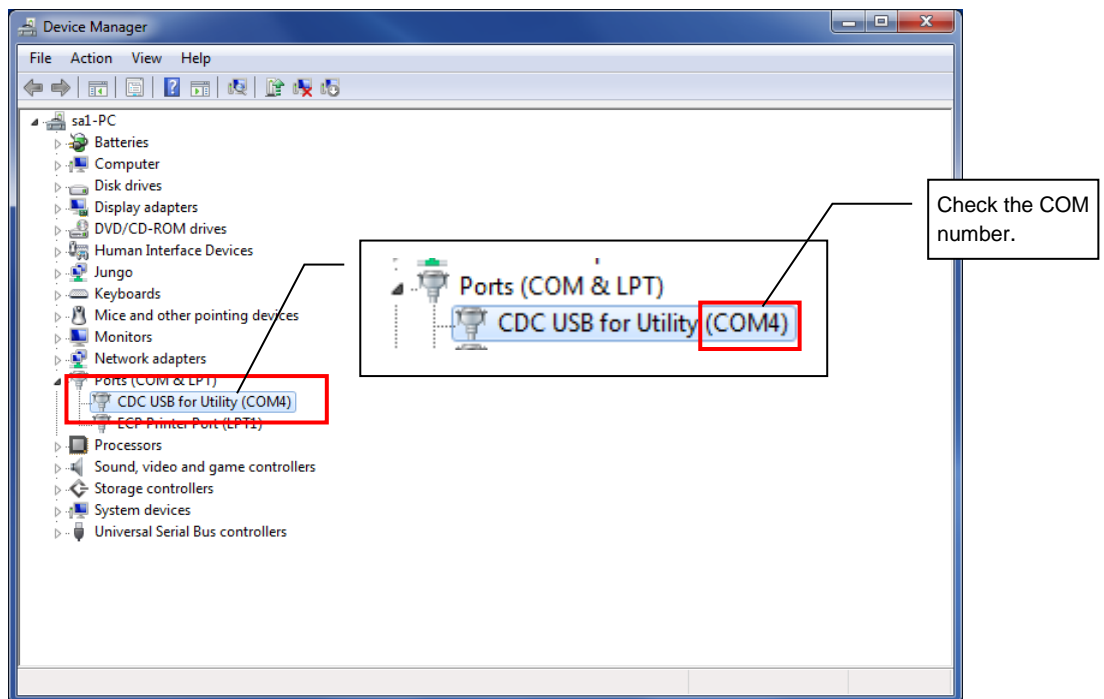 Device Manager
File Action View Help
sa1-PC
Batteries
Computer
Disk drives
Display adapters
DVD/CD-ROM drives
Human Interface Devices
Jungo
Keyboards
Mice and other pointing devices
Monitors
Network adapters
Ports (COM & LPT)
CDC USB for Utility (COM4)
ECP Printer Port (LPT1)
Processors
Sound, video and game controllers
Storage controllers
System devices
Universal Serial Bus controllers
Ports (COM & LPT)
CDC USB for Utility (COM4)
Check the COM
number.